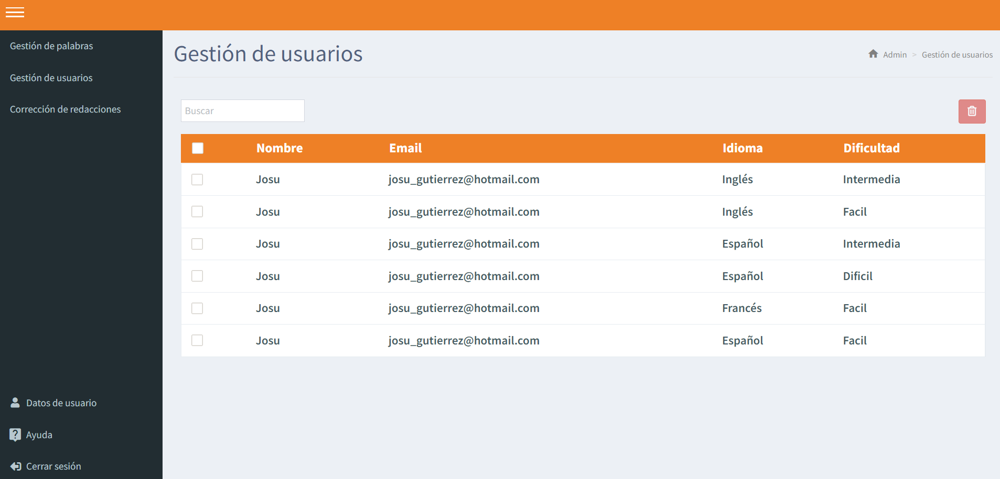 Gestión de palabras
Gestión de usuarios
Corrección de redacciones
Datos de usuario
Ayuda
Cerrar sesión
Gestión de usuarios
Admin > Gestión de usuarios
Buscar
Nombre Email Idioma Dificultad
Josu josu_gutierrez@hotmail.com Inglés Intermedia
Josu josu_gutierrez@hotmail.com Inglés Facil
Josu josu_gutierrez@hotmail.com Español Intermedia
Josu josu_gutierrez@hotmail.com Español Dificil
Josu josu_gutierrez@hotmail.com Francés Facil
Josu josu_gutierrez@hotmail.com Español Facil